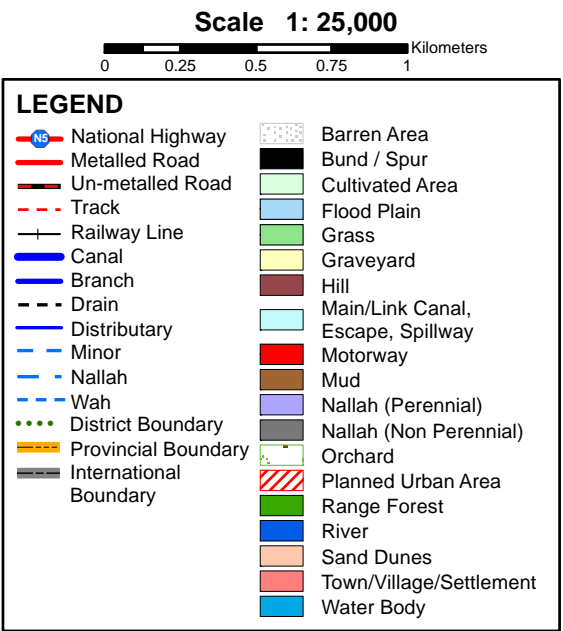 Scale 1: 25,000
Kilometers
0 0.25 0.5 0.75 1
LEGEND
N5 National Highway
Metalled Road
Un-metalled Road
Track
Railway Line
Canal
Branch
Drain
Distributary
Minor
Nallah
Wah
District Boundary
Provincial Boundary
International
Boundary
Barren Area
Bund / Spur
Cultivated Area
Flood Plain
Grass
Graveyard
Hill
Main/Link Canal,
Escape, Spillway
Motorway
Mud
Nallah (Perennial)
Nallah (Non Perennial)
Orchard
Planned Urban Area
Range Forest
River
Sand Dunes
Town/Village/Settlement
Water Body